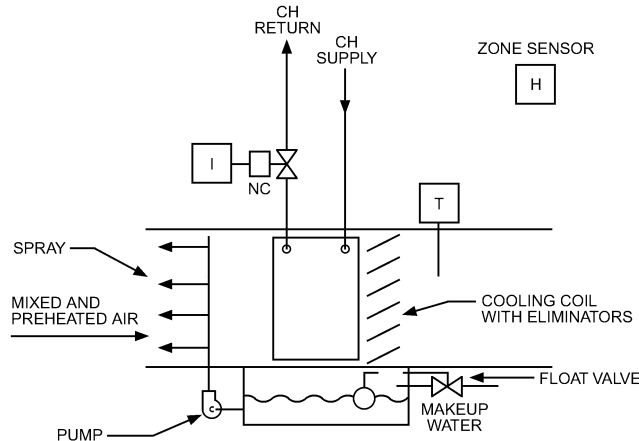 CH
RETURN
CH
SUPPLY
ZONE SENSOR
H
I
NC
T
SPRAY
MIXED AND
PREHEATED AIR
COOLING COIL
WITH ELIMINATORS
FLOAT VALVE
MAKEUP
WATER
C
PUMP